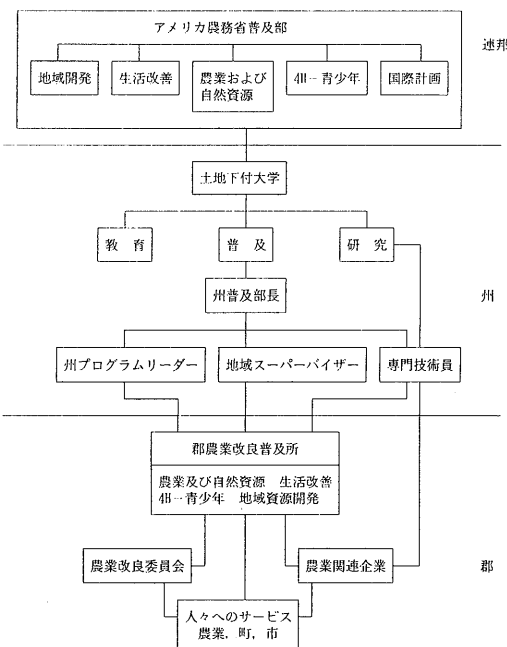 アメリカ農務省普及部
連邦
地域開発
生活改善
農業および
自然資源
4H－青少年
国際計画
土地下付大学
教　育
普　及
研　究
州普及部長
州
州プログラムリーダー
地域スーパーバイザー
専門技術員
郡農業改良普及所
農業及び自然資源　生活改善
4H－青少年　地域資源開発
農業改良委員会
農業関連企業
郡
人々へのサービス
農業，町，市